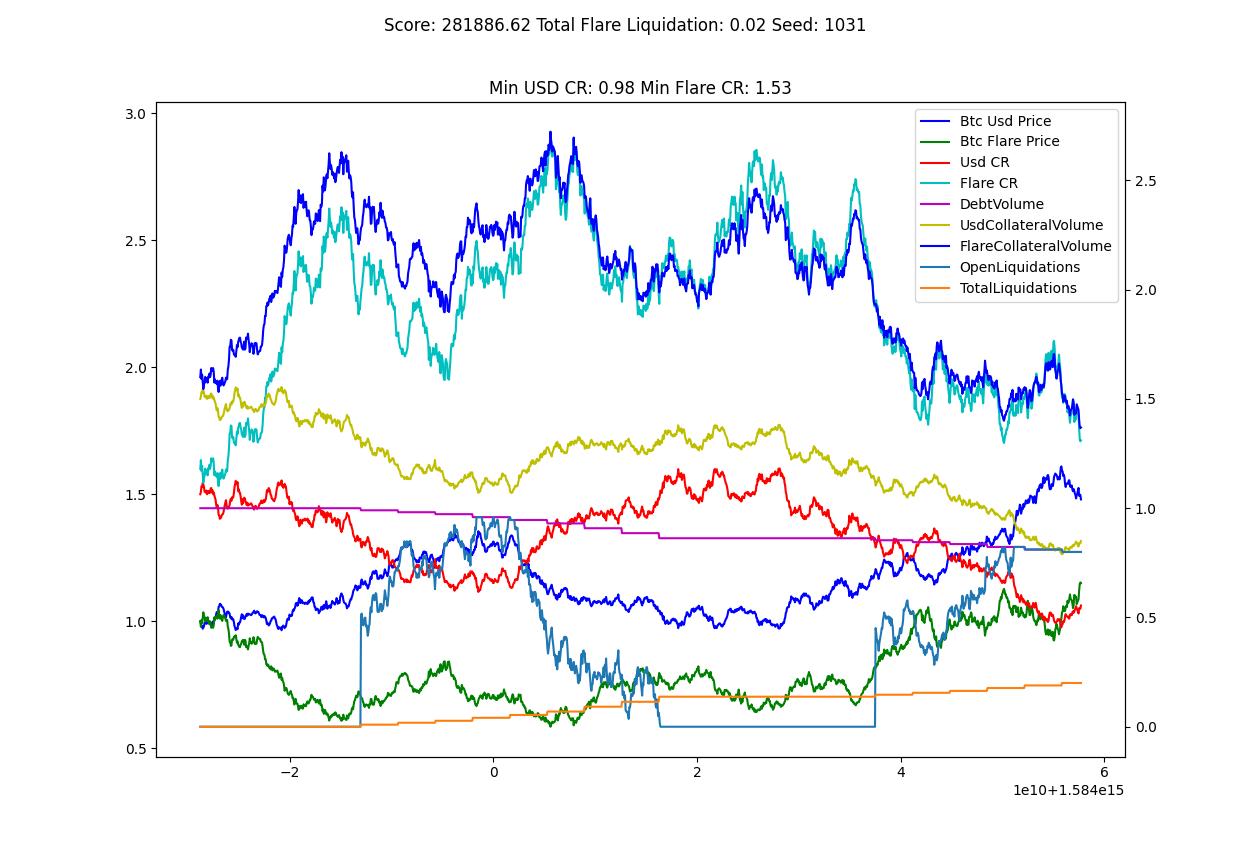 Score: 281886.62 Total Flare Liquidation: 0.02 Seed: 1031
Min USD CR: 0.98 Min Flare CR: 1.53
3.0
2.5
2.0
1.5
1.0
0.5
Btc Usd Price
Btc Flare Price
Usd CR
Flare CR
DebtVolume
UsdCollateralVolume
FlareCollateralVolume
OpenLiquidations
TotalLiquidations
2.5
2.0
1.5
1.0
0.5
0.0
−2
0
2
4
6
1e10+1.584e15